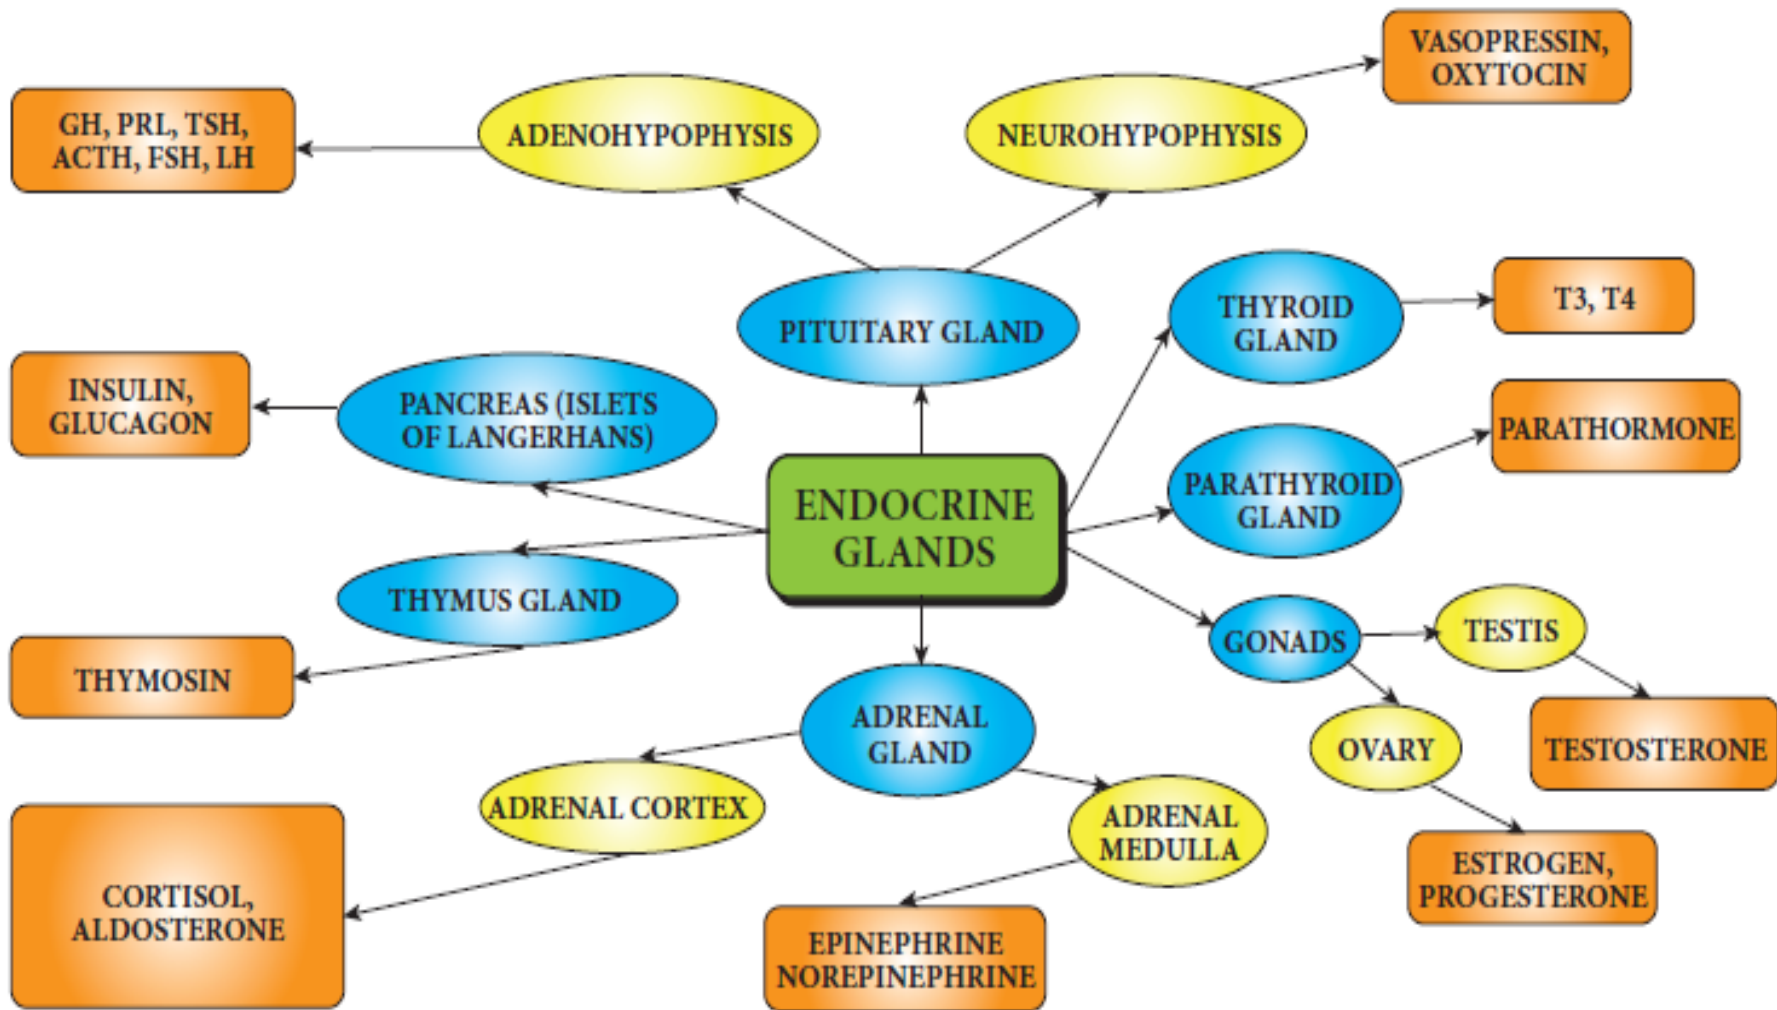 VASOPRESSIN,
OXYTOCIN
GH, PRL, TSH,
ACTH, FSH, LH
ADENOHYPOPHYSIS
NEUROHYPOPHYSIS
PITUITARY GLAND
THYROID
GLAND
T3, T4
INSULIN,
GLUCAGON
PANCREAS (ISLETS
OF LANGERHANS)
PARATHORMONE
PARATHYROID
GLAND
ENDOCRINE
GLANDS
THYMUS GLAND
THYMOSIN
GONADS
TESTIS
ADRENAL
GLAND
OVARY
TESTOSTERONE
ADRENAL CORTEX
ADRENAL
MEDULLA
CORTISOL,
ALDOSTERONE
EPINEPHRINE
NOREPINEPHRINE
ESTROGEN,
PROGESTERONE